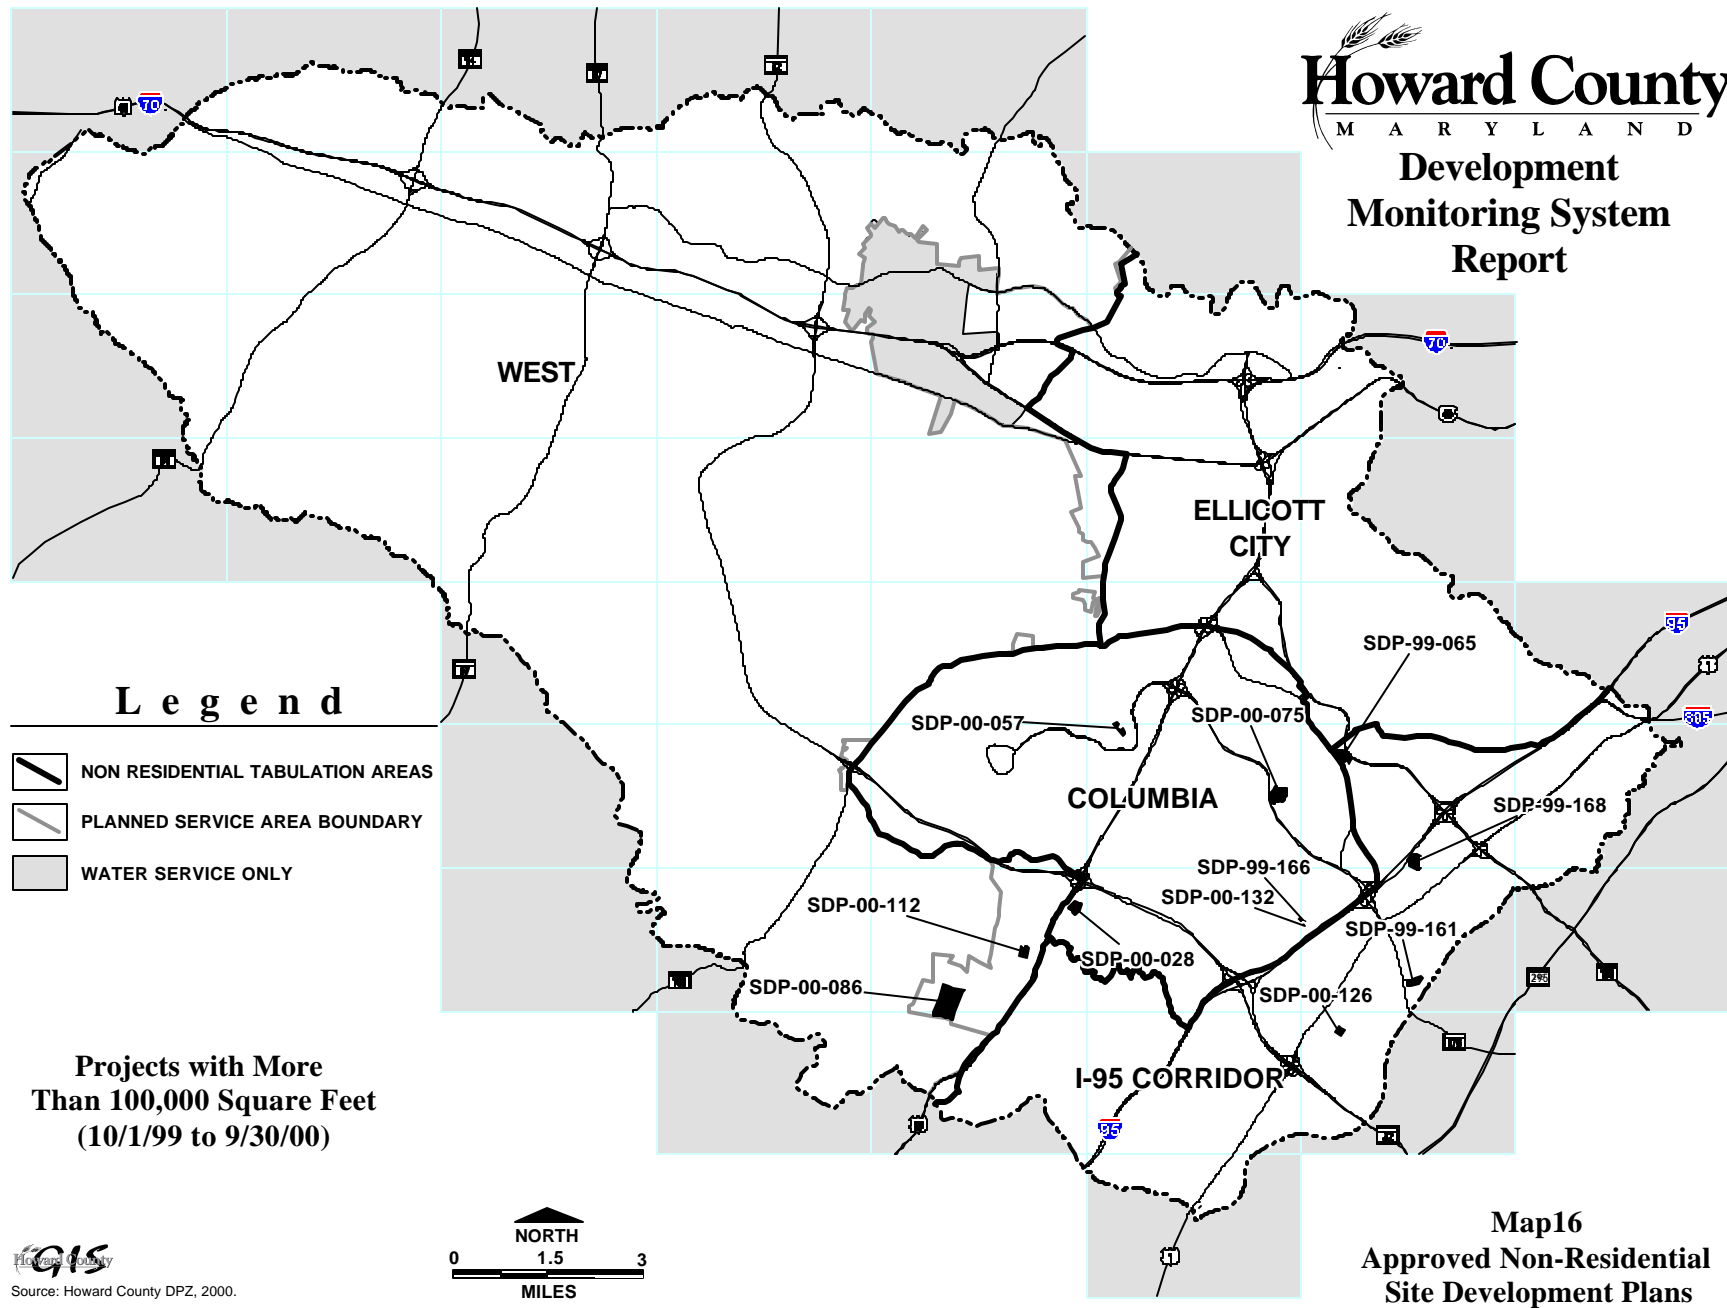 Howard County
MARYLAND
Development
Monitoring System
Report
70
WEST
70
ELLICOTT
CITY
95
1
SDP-99-065
Legend
SDP-00-057
SDP-00-075
NON RESIDENTIAL TABULATION AREAS
COLUMBIA
SDP-99-168
PLANNED SERVICE AREA BOUNDARY
WATER SERVICE ONLY
SDP-99-166
SDP-00-132
SDP-00-112
SDP-99-161
SDP-00-028
295
SDP-00-086
SDP-00-126
Projects with More
Than 100,000 Square Feet
(10/1/99 to 9/30/00)
I-95 CORRIDOR
95
1
NORTH
0 1.5 3
MILES
Howard County
GIS
Source: Howard County DPZ, 2000.
Map16
Approved Non-Residential
Site Development Plans